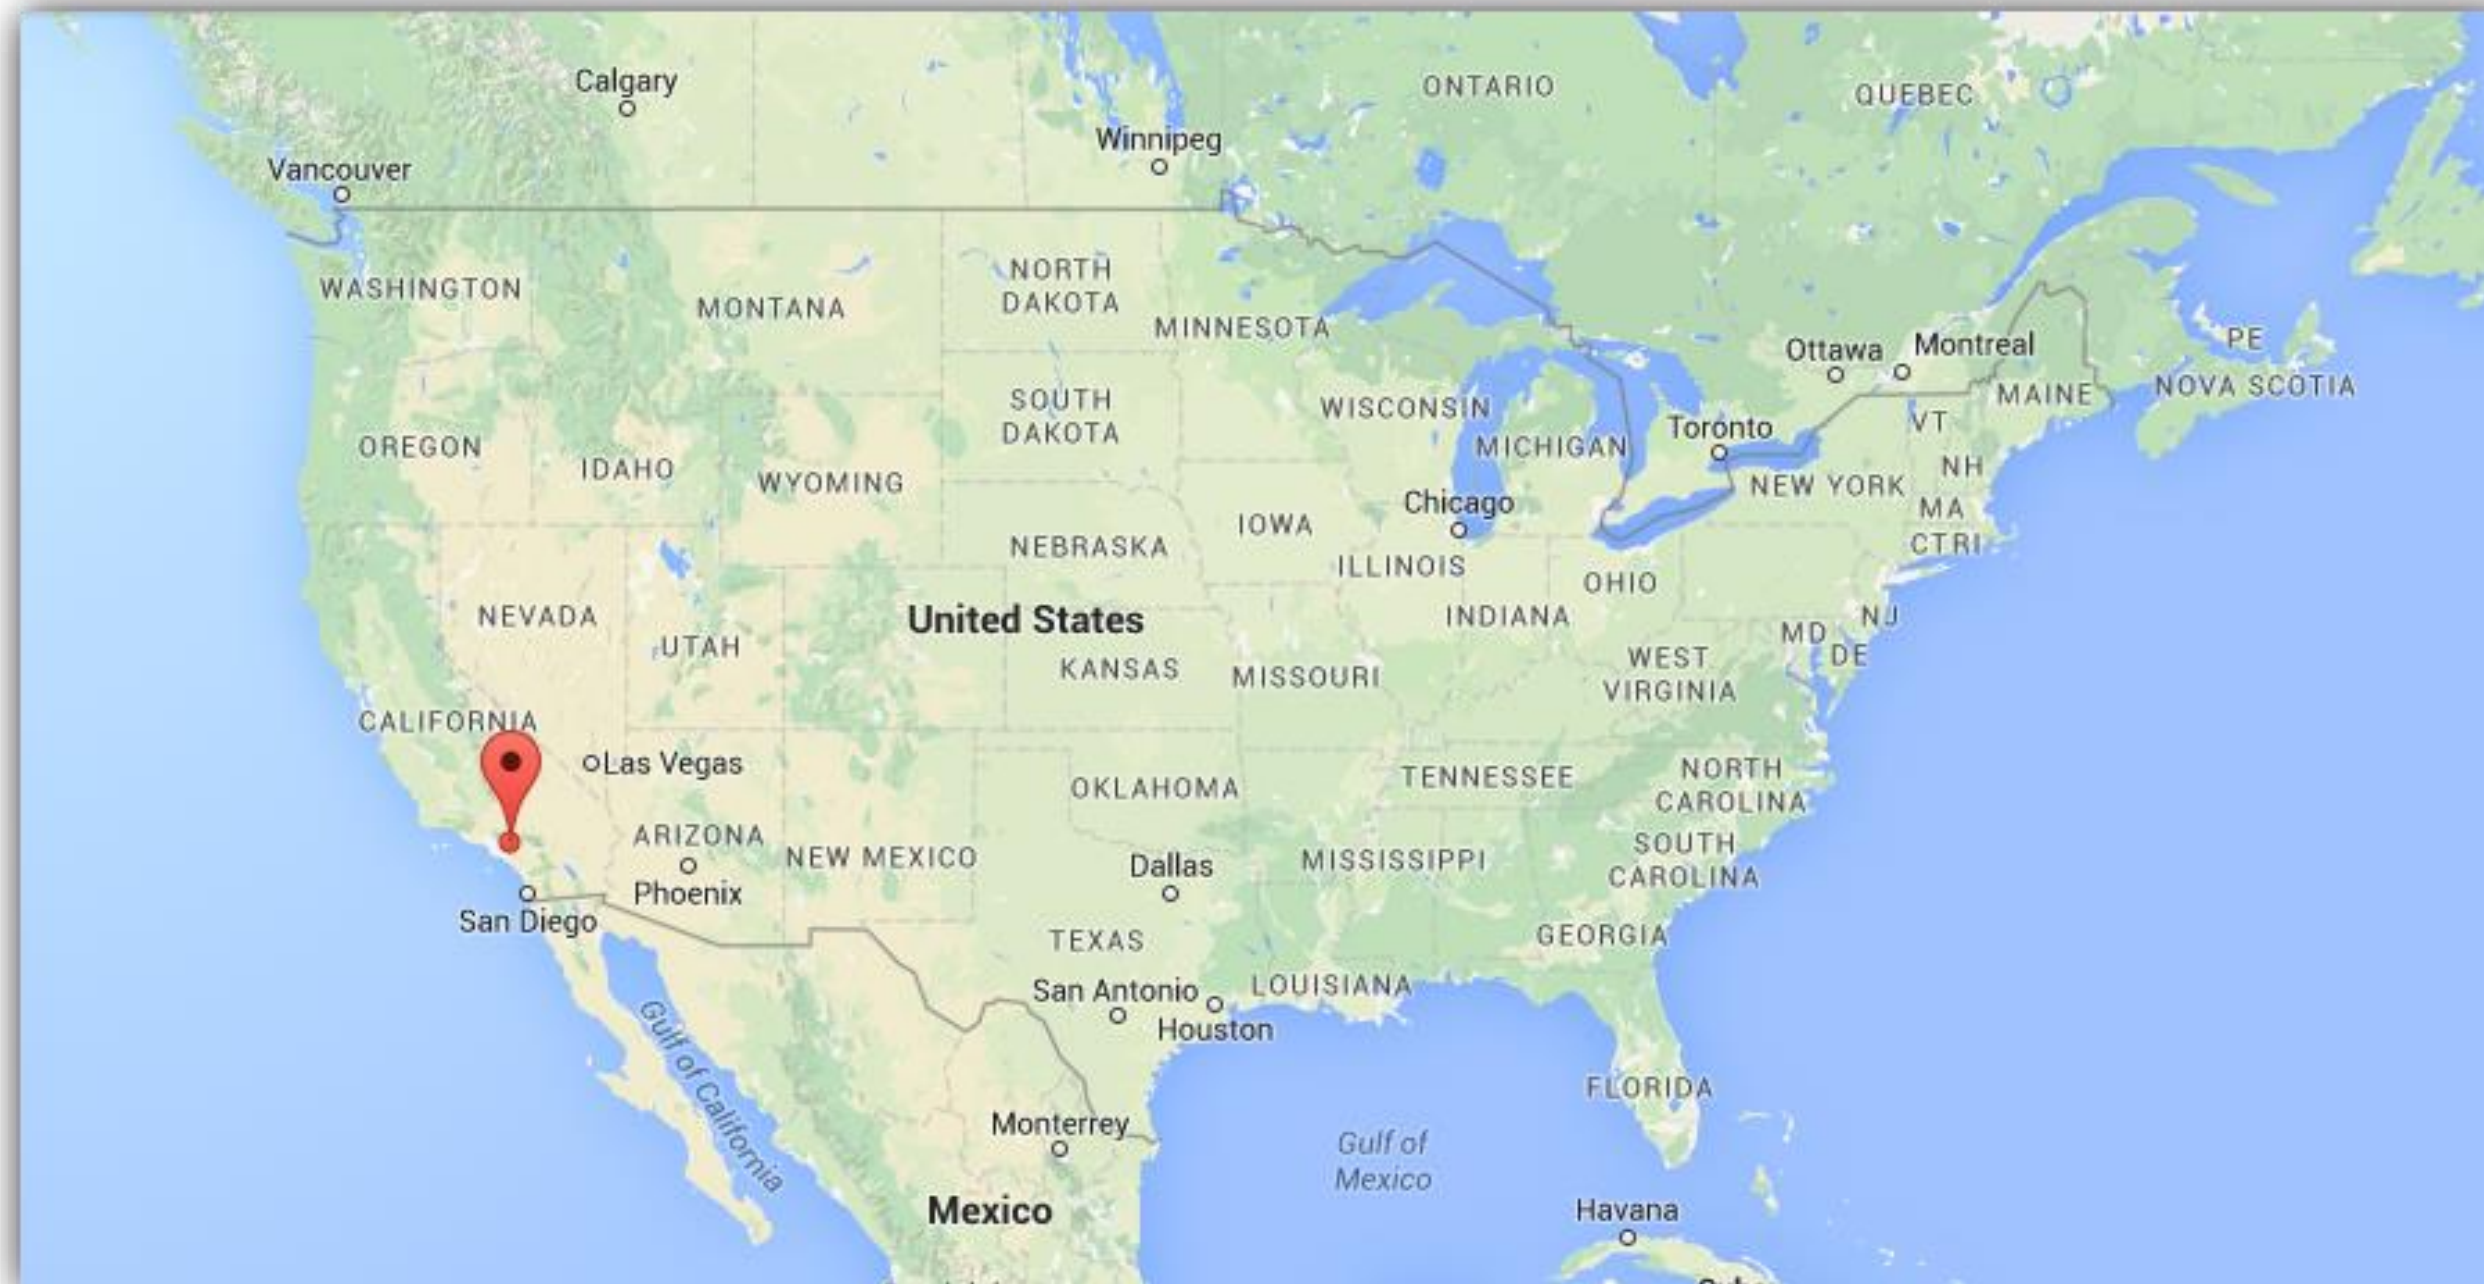 Calgary
ONTARIO
QUEBEC
Winnipeg
Vancouver
WASHINGTON
MONTANA
NORTH
DAKOTA
MINNESOTA
Ottawa
Montreal
PE
NOVA SCOTIA
MAINE
SOUTH
DAKOTA
WISCONSIN
MICHIGAN
Toronto
VT
OREGON
IDAHO
WYOMING
NH
NEW YORK
Chicago
MA
IOWA
CTRI
NEBRASKA
ILLINOIS
OHIO
NEVADA
United States
INDIANA
NJ
UTAH
MD
DE
KANSAS
MISSOURI
WEST
VIRGINIA
CALIFORNIA
Las Vegas
OKLAHOMA
TENNESSEE
NORTH
CAROLINA
ARIZONA
NEW MEXICO
Dallas
MISSISSIPPI
SOUTH
CAROLINA
Phoenix
San Diego
TEXAS
GEORGIA
San Antonio
LOUISIANA
Houston
Gulf of California
FLORIDA
Monterrey
Gulf of
Mexico
Mexico
Havana